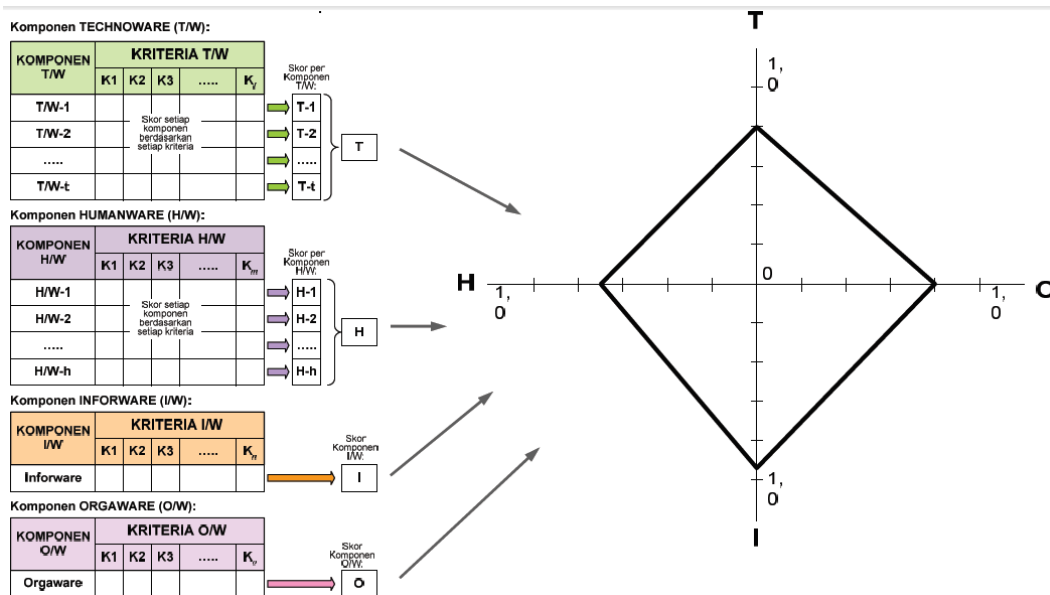 Komponen TECHNOWARE (T/W):
KOMPONEN
T/W
KRITERIA T/W
K1 K2 K3 ..... Kl
Skor per
Komponen
T/W:
T/W-1
T/W-2
.....
T/W-t
Skor setiap
komponen
berdasarkan
setiap kriteria
T-1
T-2
.....
T-t
T
Komponen HUMANWARE (H/W):
KOMPONEN
H/W
KRITERIA H/W
K1 K2 K3 ..... Km
Skor per
Komponen
H/W:
H/W-1
H/W-2
.....
H/W-h
Skor setiap
komponen
berdasarkan
setiap kriteria
H-1
H-2
.....
H-h
H
Komponen INFORWARE (I/W):
KOMPONEN
I/W
KRITERIA I/W
K1 K2 K3 ..... Kn
Skor
Komponen
I/W:
Inforware
I
Komponen ORGAWARE (O/W):
KOMPONEN
O/W
KRITERIA O/W
K1 K2 K3 .....
Skor
Komponen
O/W:
Orgaware
O
T
1,
0
H
1,
0
0
1,
0
O
1,
0
I